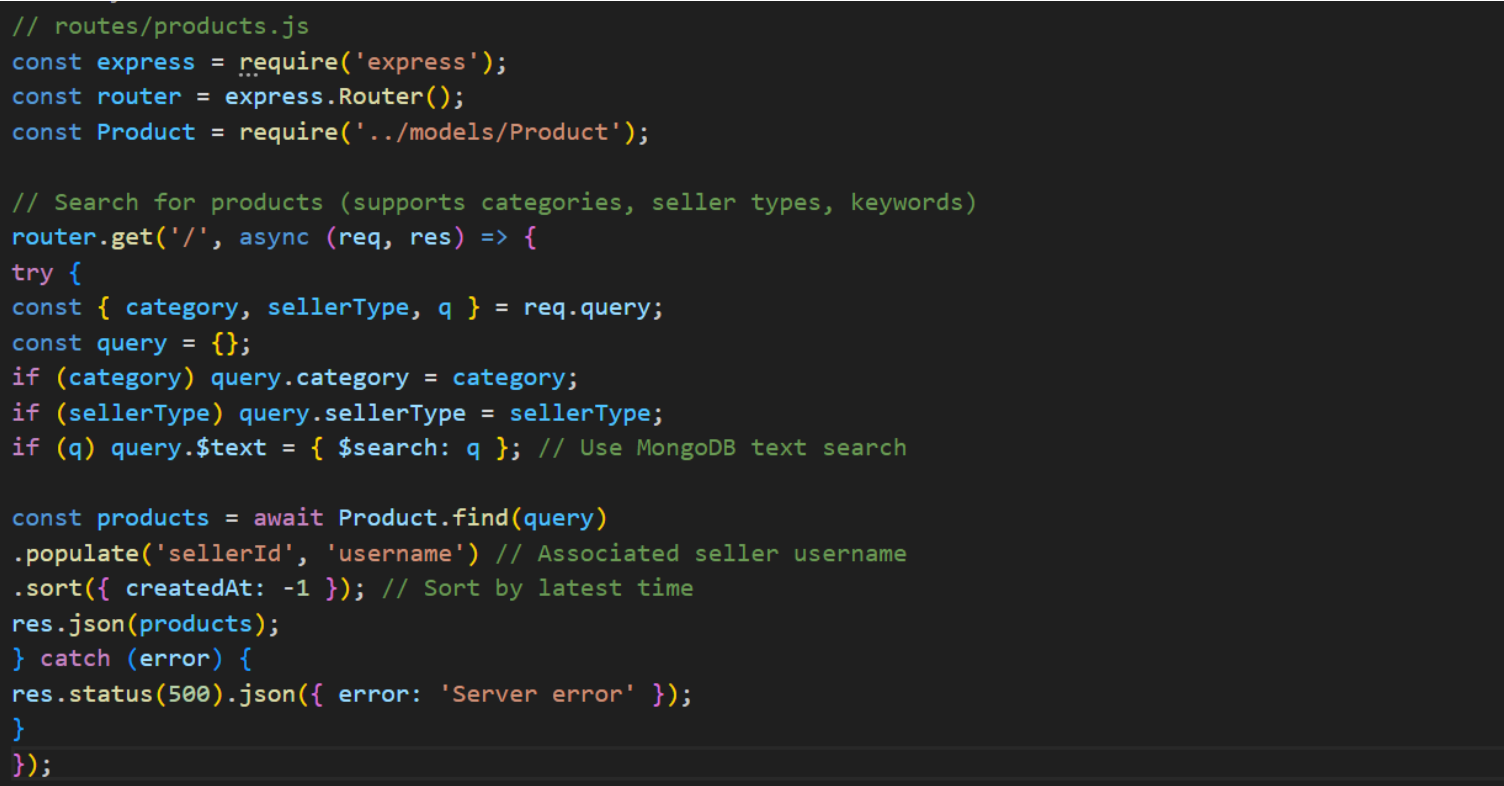 // routes/products.js
const express = require('express');
const router = express.Router();
const Product = require('../models/Product');

// Search for products (supports categories, seller types, keywords)
router.get('/', async (req, res) => {
try {
const { category, sellerType, q } = req.query;
const query = {};
if (category) query.category = category;
if (sellerType) query.sellerType = sellerType;
if (q) query.$text = { $search: q }; // Use MongoDB text search

const products = await Product.find(query)
.populate('sellerId', 'username') // Associated seller username
.sort({ createdAt: -1 }); // Sort by latest time
res.json(products);
} catch (error) {
res.status(500).json({ error: 'Server error' });
}
});